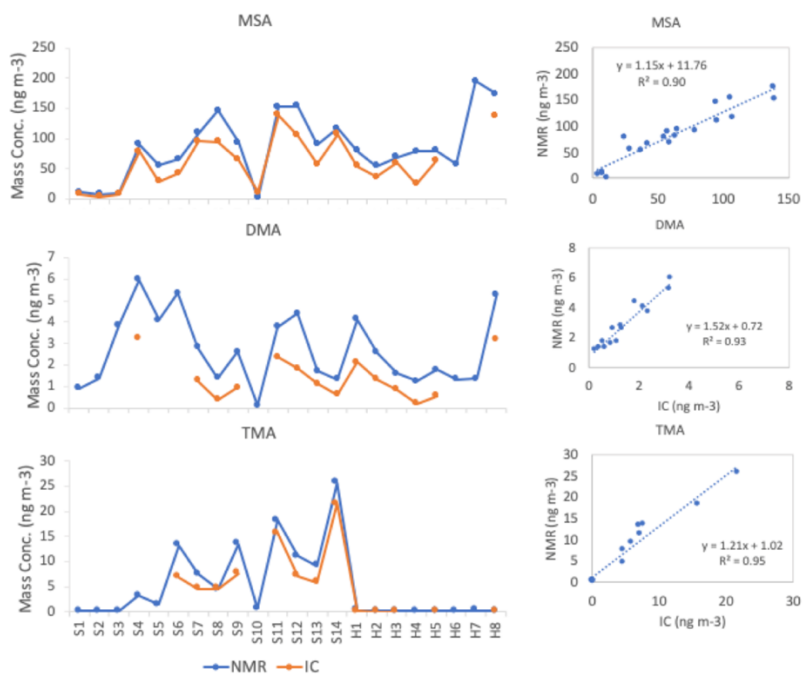 MSA
250
200
150
100
50
0
Mass Conc. (ng m-3)
MSA
250
200
150
100
50
0
NMR (ng m-3)
y = 1.15x + 11.76
R² = 0.90
0 50 100 150
DMA
7
6
5
4
3
2
1
0
Mass Conc. (ng m-3)
DMA
8
6
4
2
0
NMR (ng m-3)
y = 1.52x + 0.72
R² = 0.93
0 2 4 6 8
IC (ng m-3)
TMA
30
25
20
15
10
5
0
Mass Conc. (ng m-3)
S1 S2 S3 S4 S5 S6 S7 S8 S9 S10 S11 S12 S13 S14 H1 H2 H3 H4 H5 H6 H7 H8
NMR IC
TMA
30
25
20
15
10
5
0
NMR (ng m-3)
y = 1.21x + 1.02
R² = 0.95
0 10 20 30
IC (ng m-3)